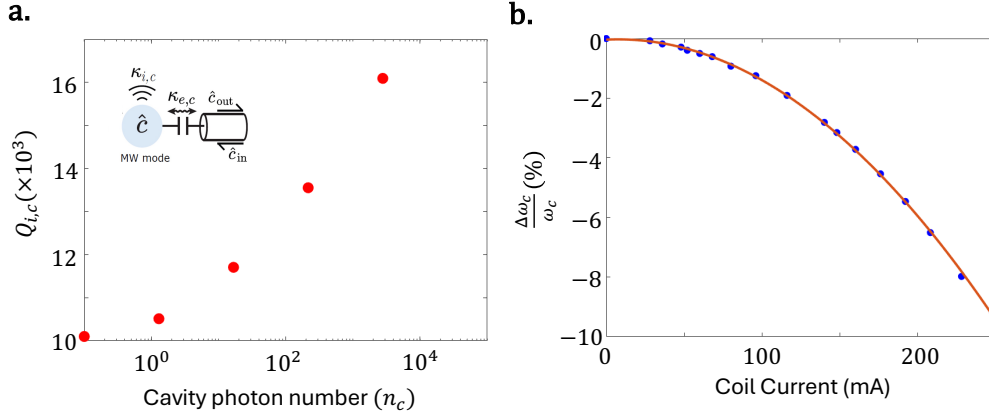 a.
16
14
12
10
Q_{i,c}(×10^3)
10^0
10^2
10^4
Cavity photon number (n_c)
κ_{i,c}
κ_{e,c}
ĉ_out
ĉ
ĉ_in
MW mode
b.
0
−2
−4
−6
−8
−10
Δω_c/ω_c (%)
0
100
200
Coil Current (mA)